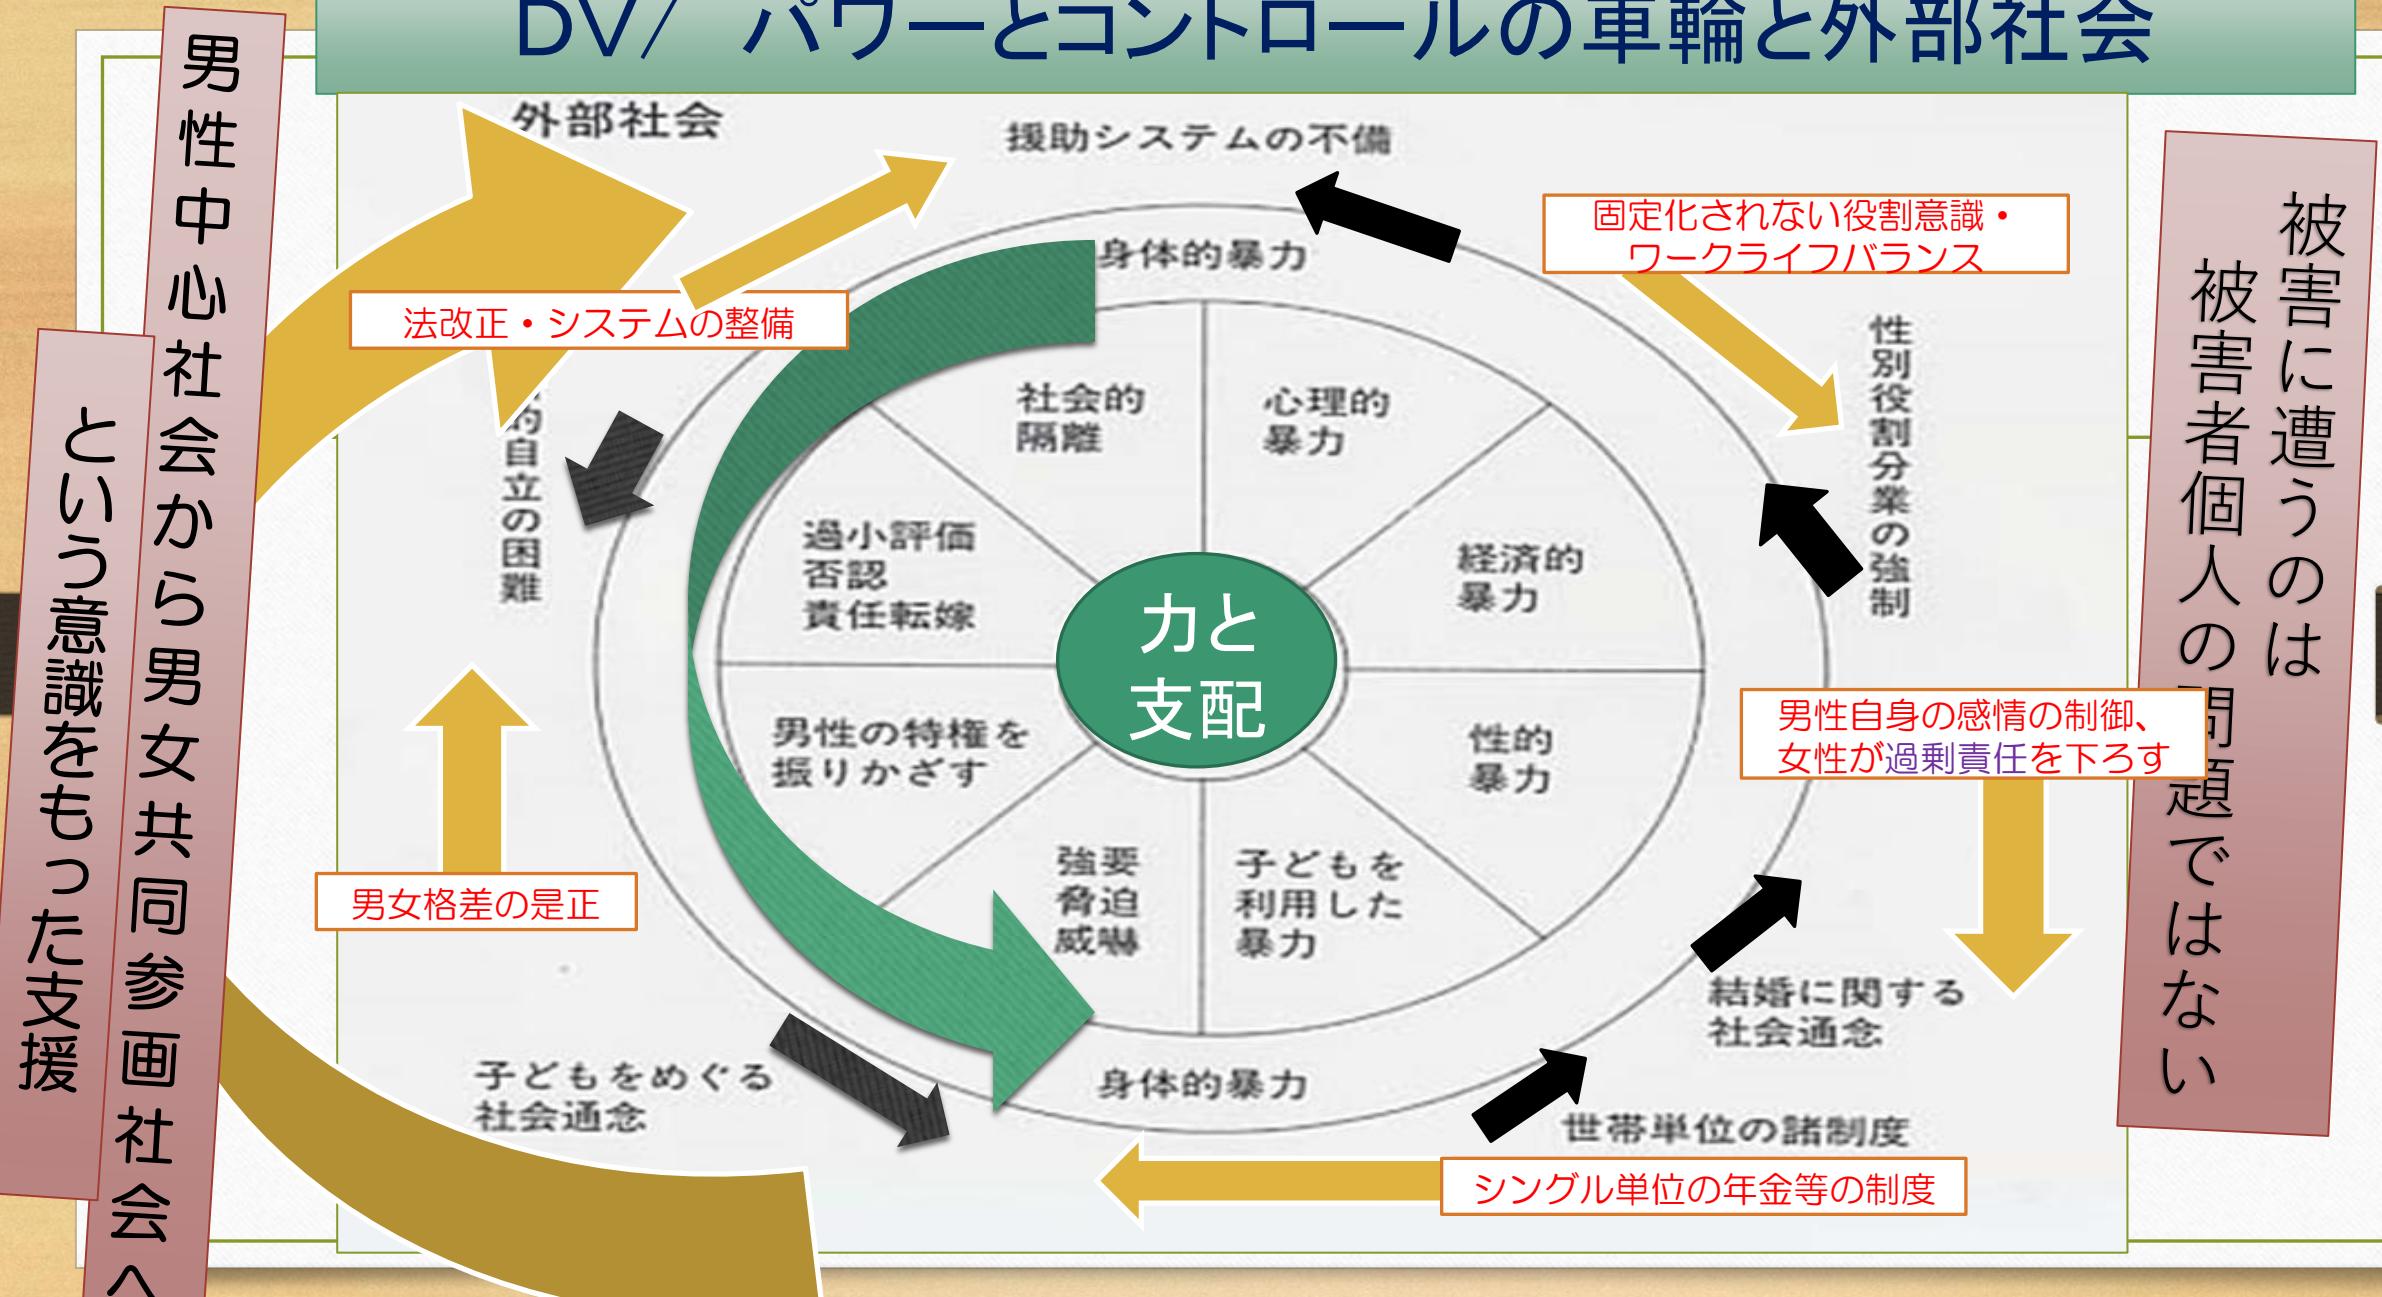 DV/ パワーとコントロールの車輪と外部社会
男性中心社会から男女共同参画社会へ
という意識をもった支援
被害に遭うのは
被害者個人の問題ではない
外部社会
援助システムの不備
固定化されない役割意識・
ワークライフバランス
法改正・システムの整備
身体的暴力
性別役割分業の強制
的自立の困難
社会的
隔離
心理的
暴力
過小評価
否認
責任転嫁
経済的
暴力
力と
支配
男性の特権を
振りかざす
性的
暴力
男性自身の感情の制御、
女性が過剰責任を下ろす
強要
脅迫
威嚇
子どもを
利用した
暴力
男女格差の是正
結婚に関する
社会通念
子どもをめぐる
社会通念
身体的暴力
世帯単位の諸制度
シングル単位の年金等の制度